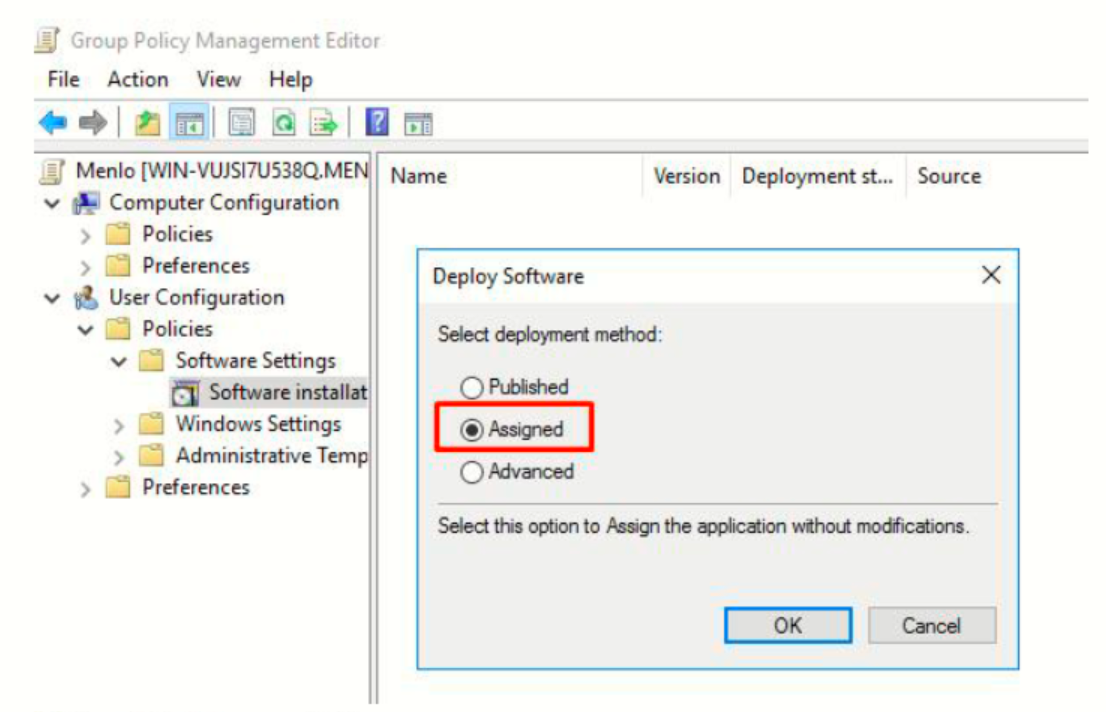 Group Policy Management Editor
File Action View Help
Menlo [WIN-VUJSI7U538Q.MEN
Computer Configuration
Policies
Preferences
User Configuration
Policies
Software Settings
Software installat
Windows Settings
Administrative Temp
Preferences
Name Version Deployment st... Source
Deploy Software
Select deployment method:
Published
Assigned
Advanced
Select this option to Assign the application without modifications.
OK Cancel